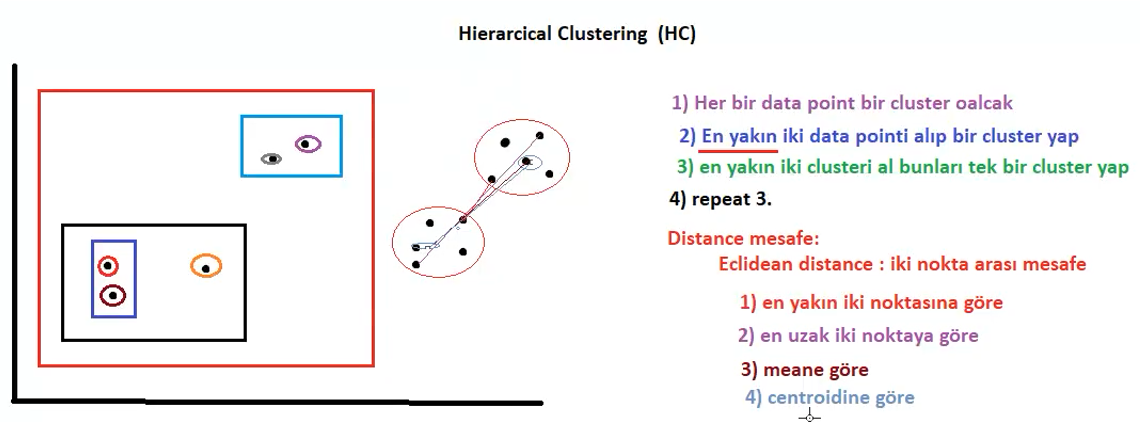 Hierarcical Clustering (HC)
1) Her bir data point bir cluster oalcak
2) En yakın iki data pointi alıp bir cluster yap
3) en yakın iki clusteri al bunları tek bir cluster yap
4) repeat 3.
Distance mesafe:
Eclidean distance : iki nokta arası mesafe
1) en yakın iki noktasına göre
2) en uzak iki noktaya göre
3) meane göre
4) centroidine göre